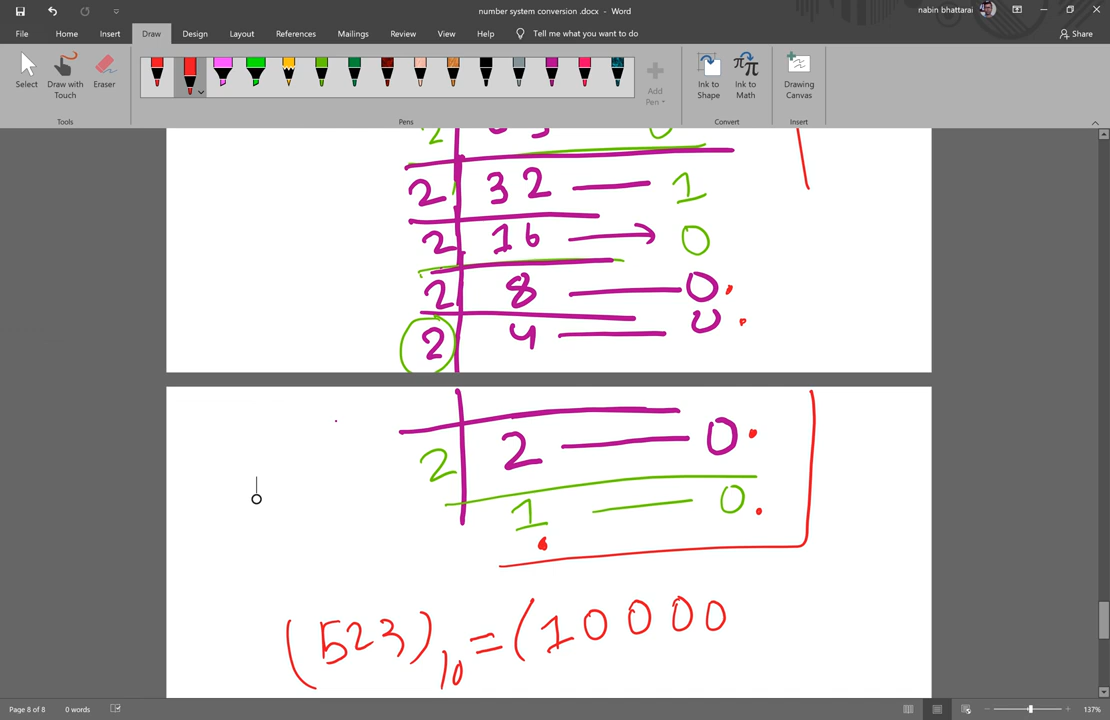 number system conversion .docx - Word
nabin bhattarai
File Home Insert Draw Design Layout References Mailings Review View Help Tell me what you want to do Share
Select Draw with Touch Eraser Add Pen Ink to Shape Ink to Math Drawing Canvas
Tools Pens Convert Insert
2 32 — 1
2 16 → 0
2 8 — 0
2 4 — 0
2 2 — 0
1 — 0
(523)10 = (10000
Page 8 of 8 0 words 137%